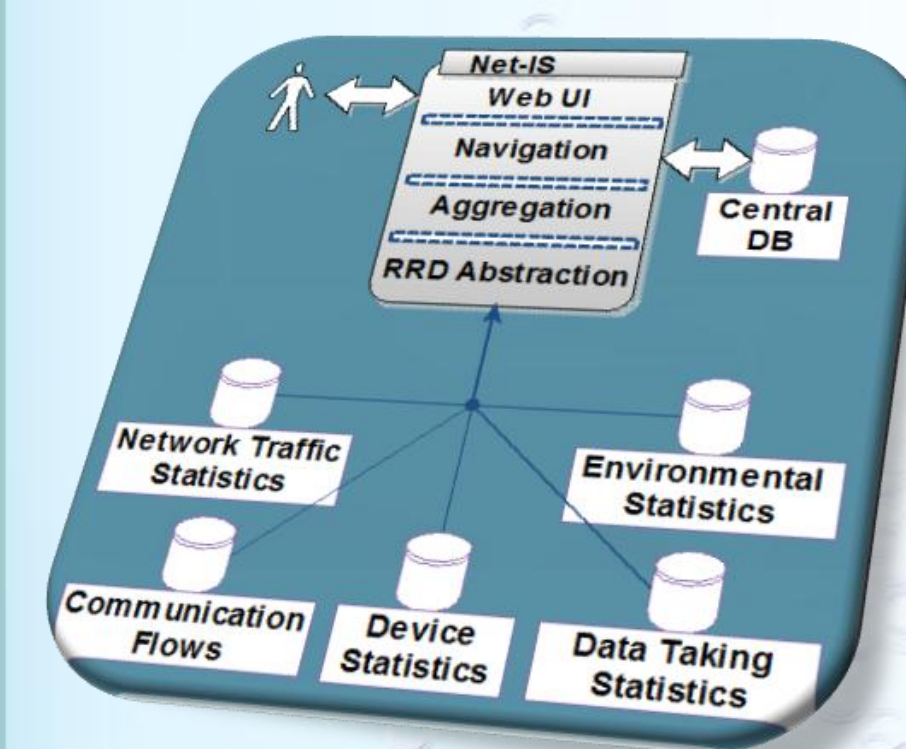 Net-IS
Web UI
Navigation
Aggregation
RRD Abstraction
Central
DB
Network Traffic
Statistics
Environmental
Statistics
Communication
Flows
Device
Statistics
Data Taking
Statistics